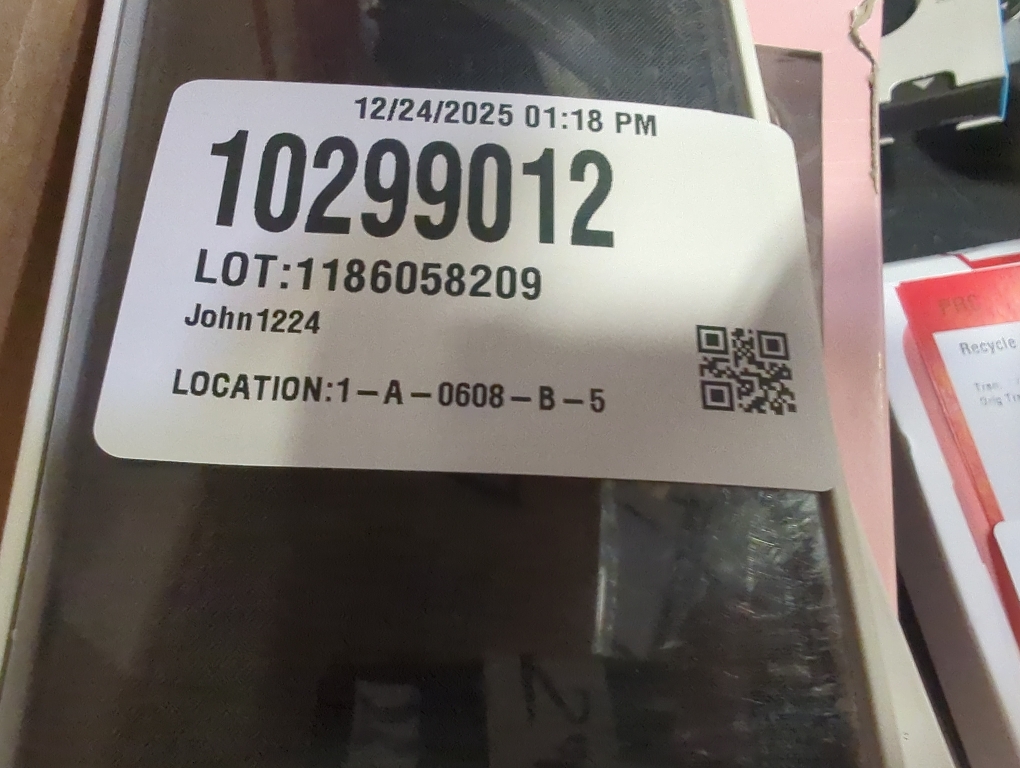 12/24/2025 01:18 PM
10299012
LOT:1186058209
John1224
LOCATION:1-A-0608-B-5
Recycle